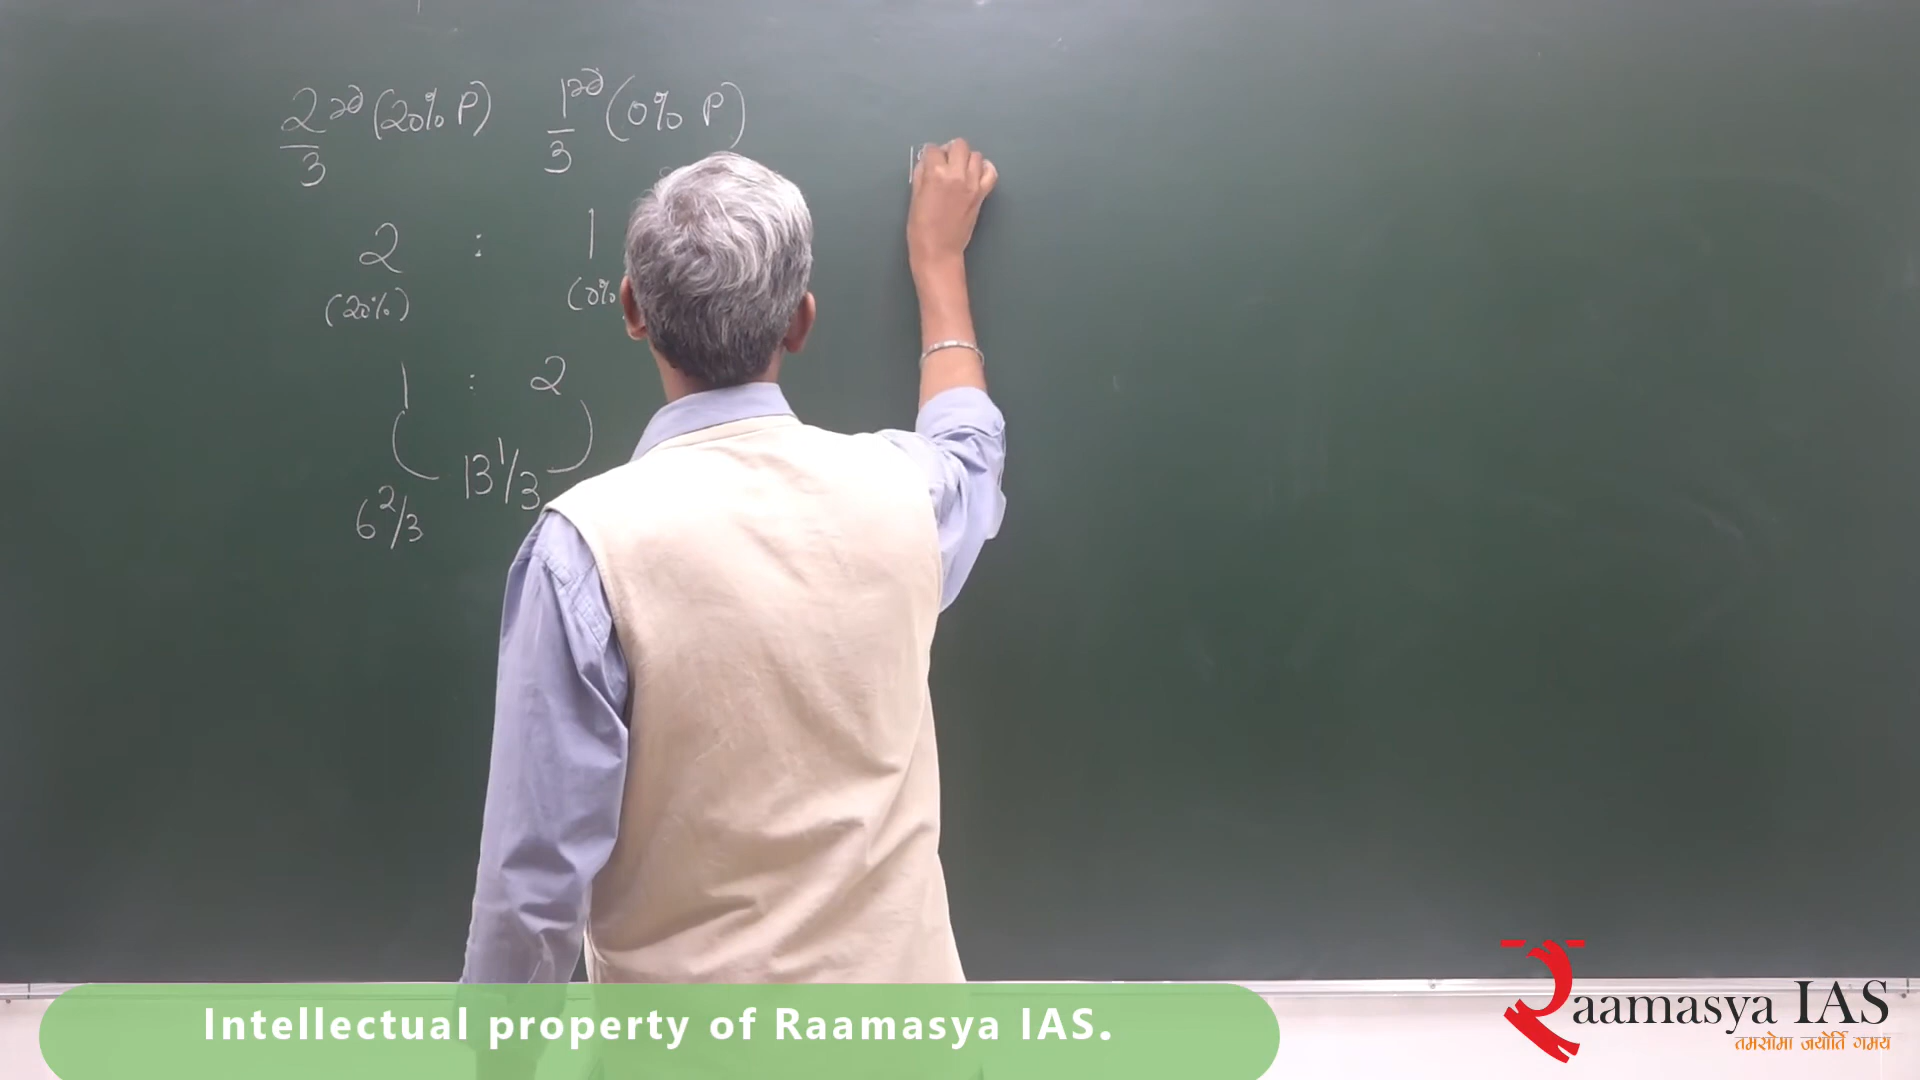 2/3 (20% P) 1/3 (0% P)
2 : 1
(20%) (0%
1 : 2
13 1/3
6 2/3
Intellectual property of Raamasya IAS.
Raamasya IAS
तमसोमा ज्योर्ति गमय